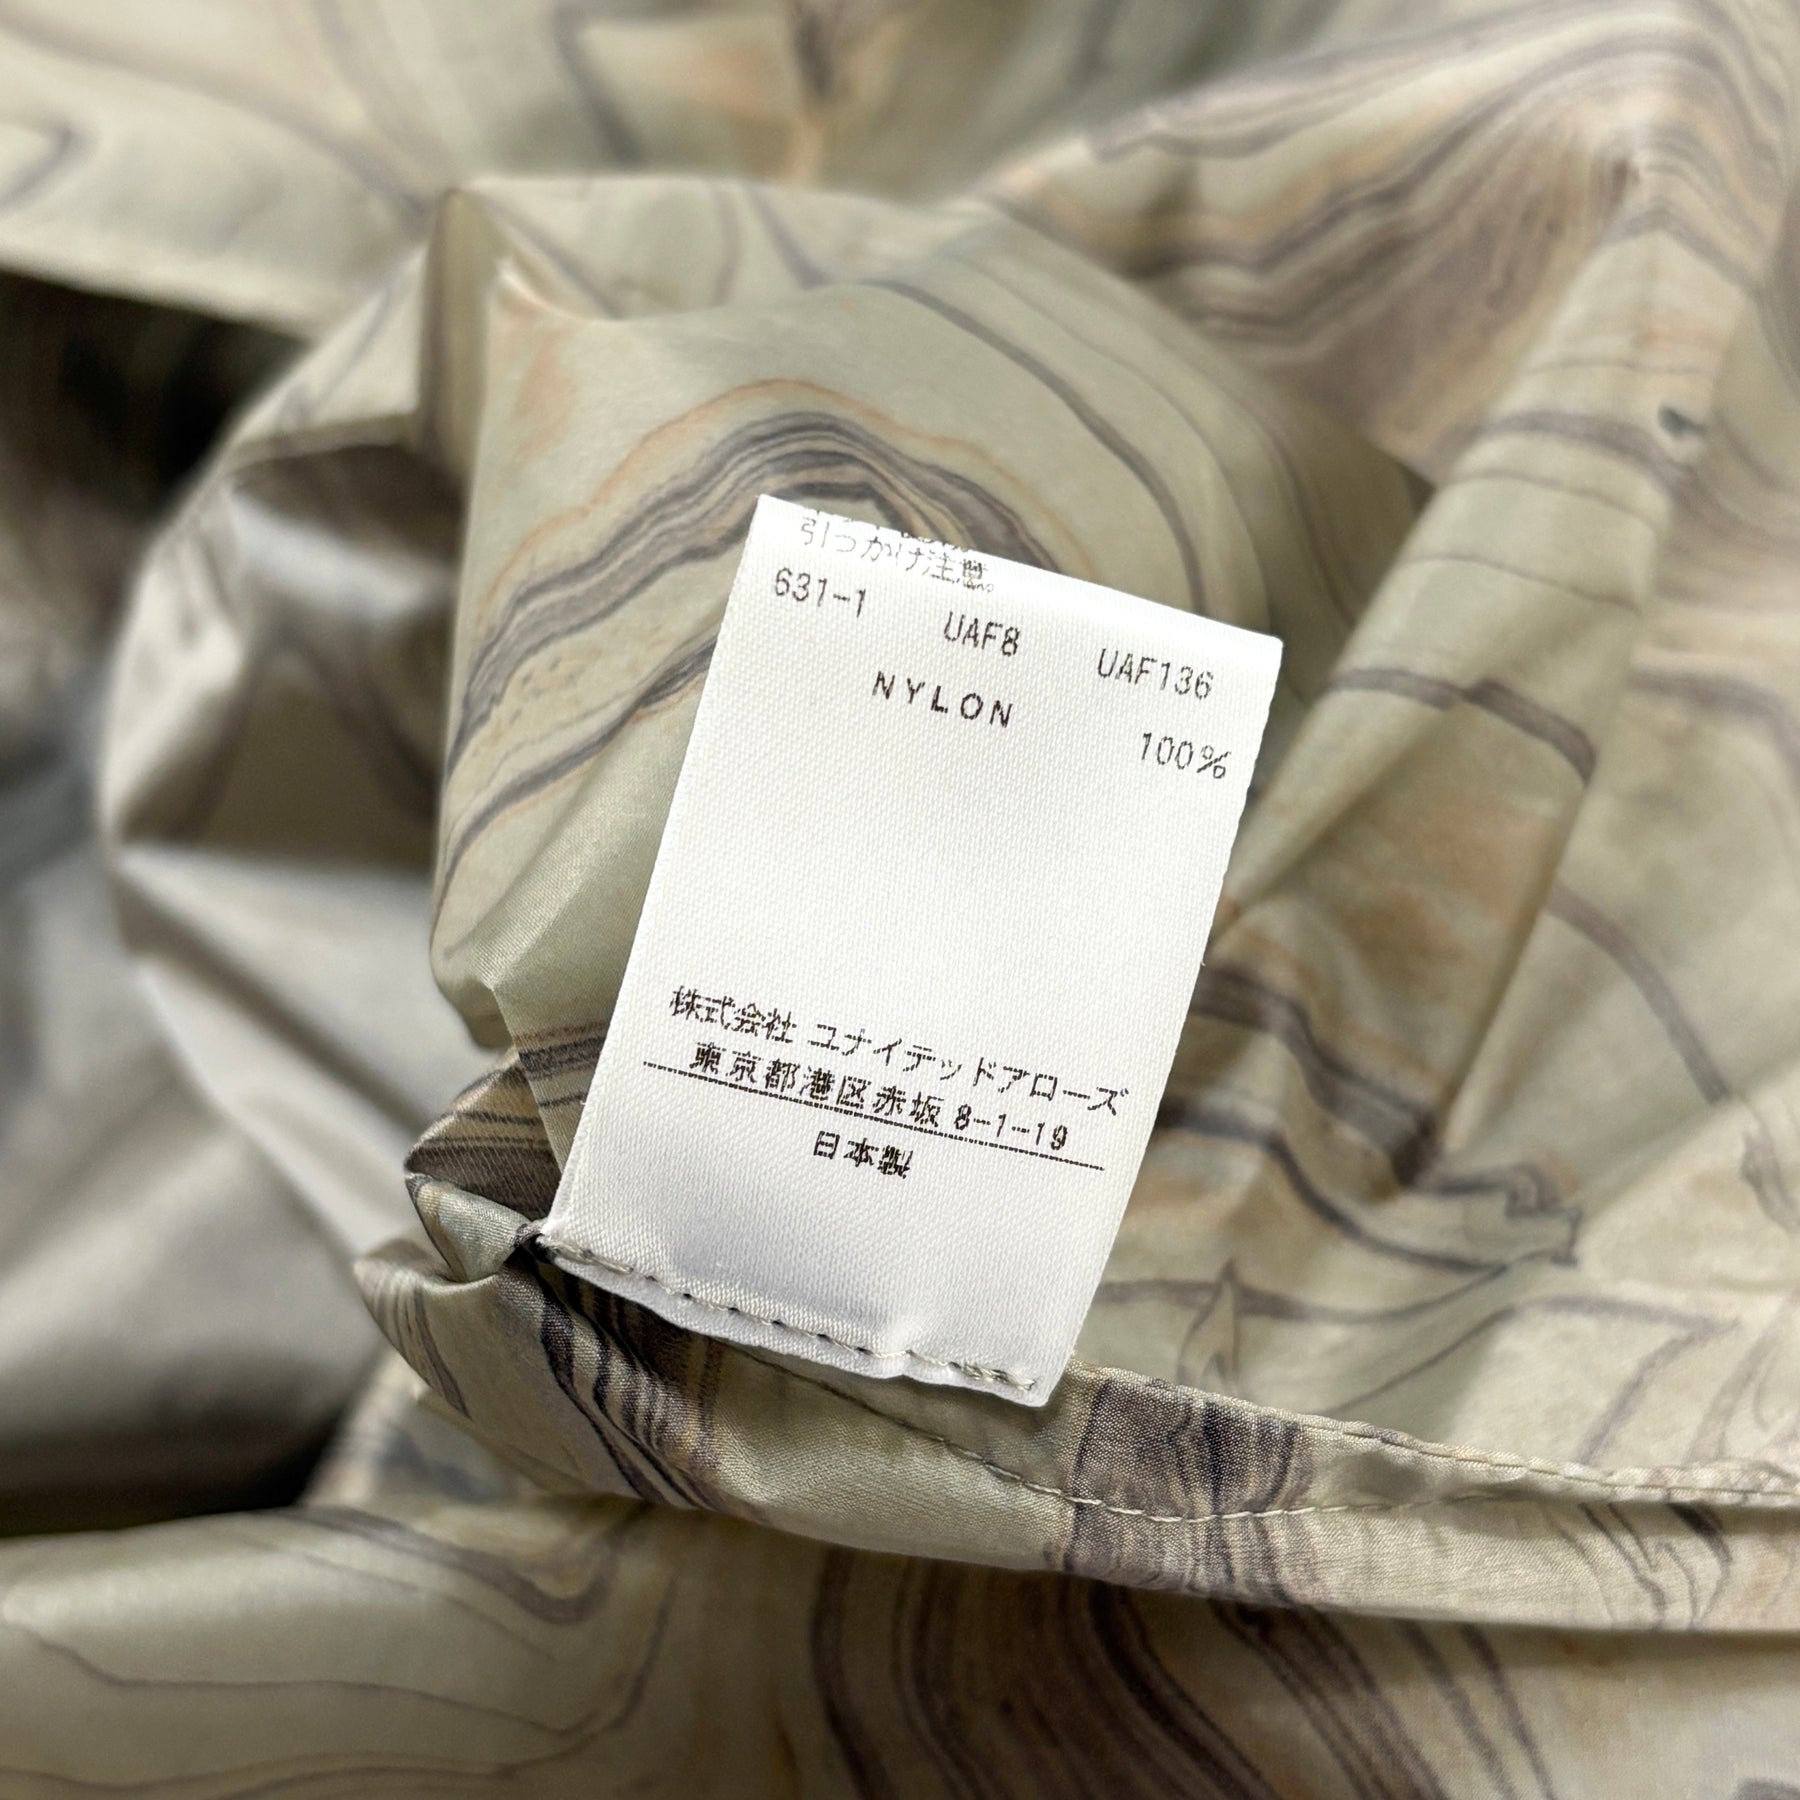 引っかけ注意。
631-1 UAF8 UAF136
NYLON
100%
株式会社 ユナイテッドアローズ
東京都港区赤坂 8-1-19
日本製